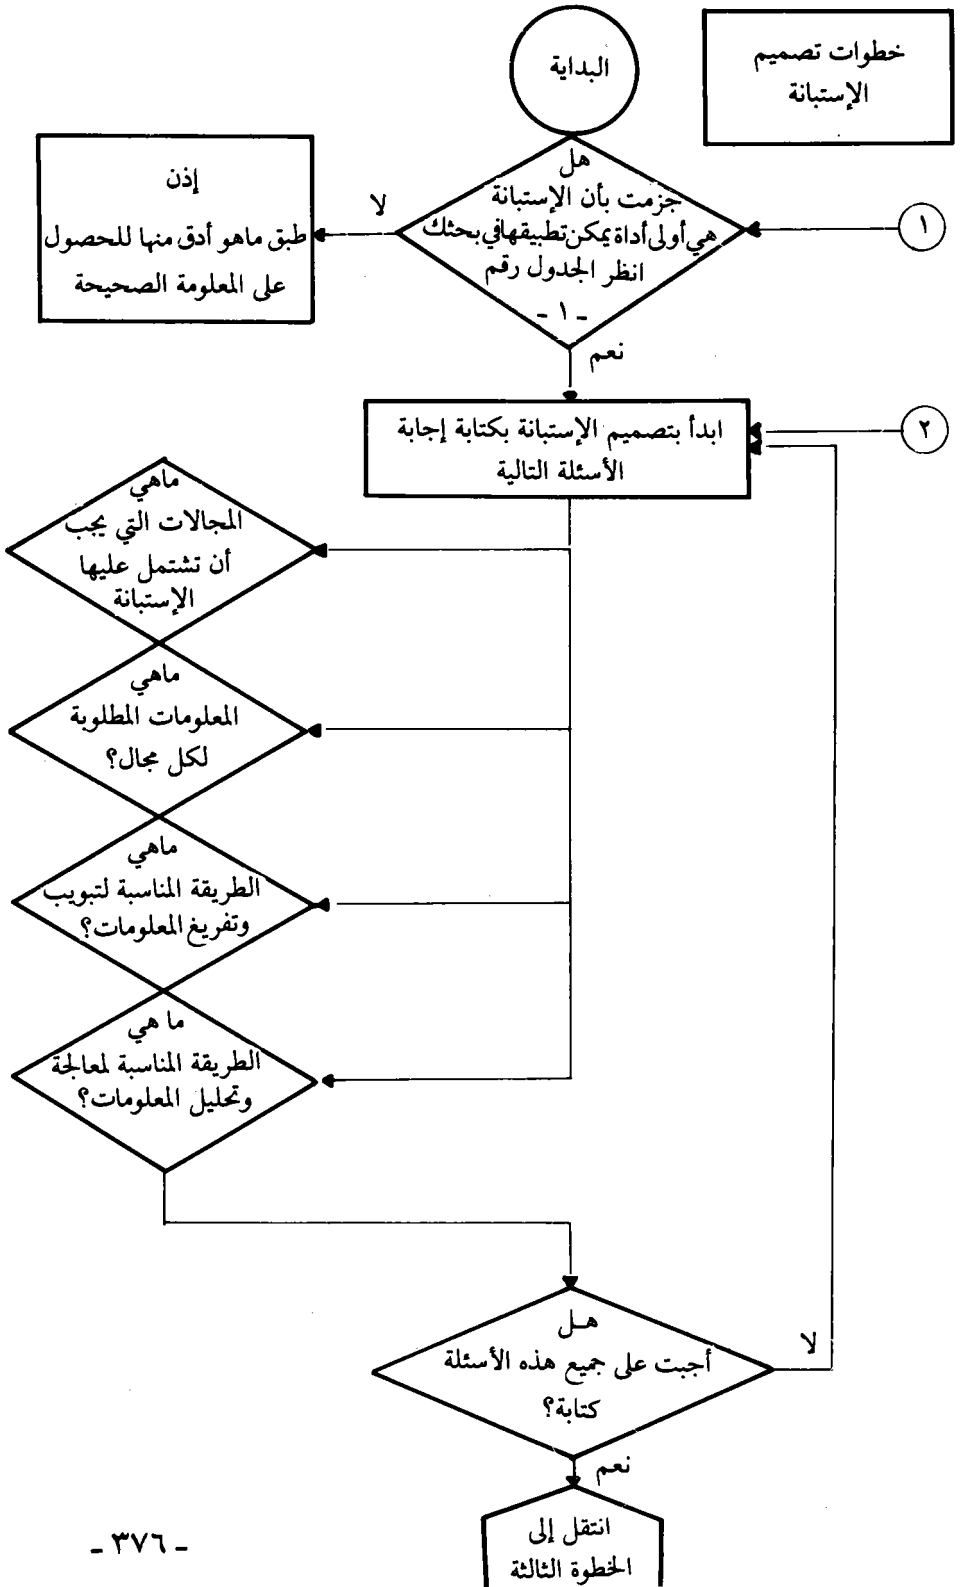 خطوات تصميم
الإستبانة
البداية
هل
جزمت بأن الإستبانة
هي أولى أداة يمكن تطبيقها في بحثك
انظر الجدول رقم
- ١ -
١
لا
إذن
طبق ماهو أدق منها للحصول
على المعلومة الصحيحة
نعم
ابدأ بتصميم الإستبانة بكتابة إجابة
الأسئلة التالية
٢
ماهي
المجالات التي يجب
أن تشتمل عليها
الإستبانة
ماهي
المعلومات المطلوبة
لكل مجال؟
ماهي
الطريقة المناسبة لتبويب
وتفريغ المعلومات؟
ما هي
الطريقة المناسبة لمعالجة
وتحليل المعلومات؟
هـل
أجبت على جميع هذه الأسئلة
كتابة؟
لا
نعم
انتقل إلى
الخطوة الثالثة
- ٣٧٦ -